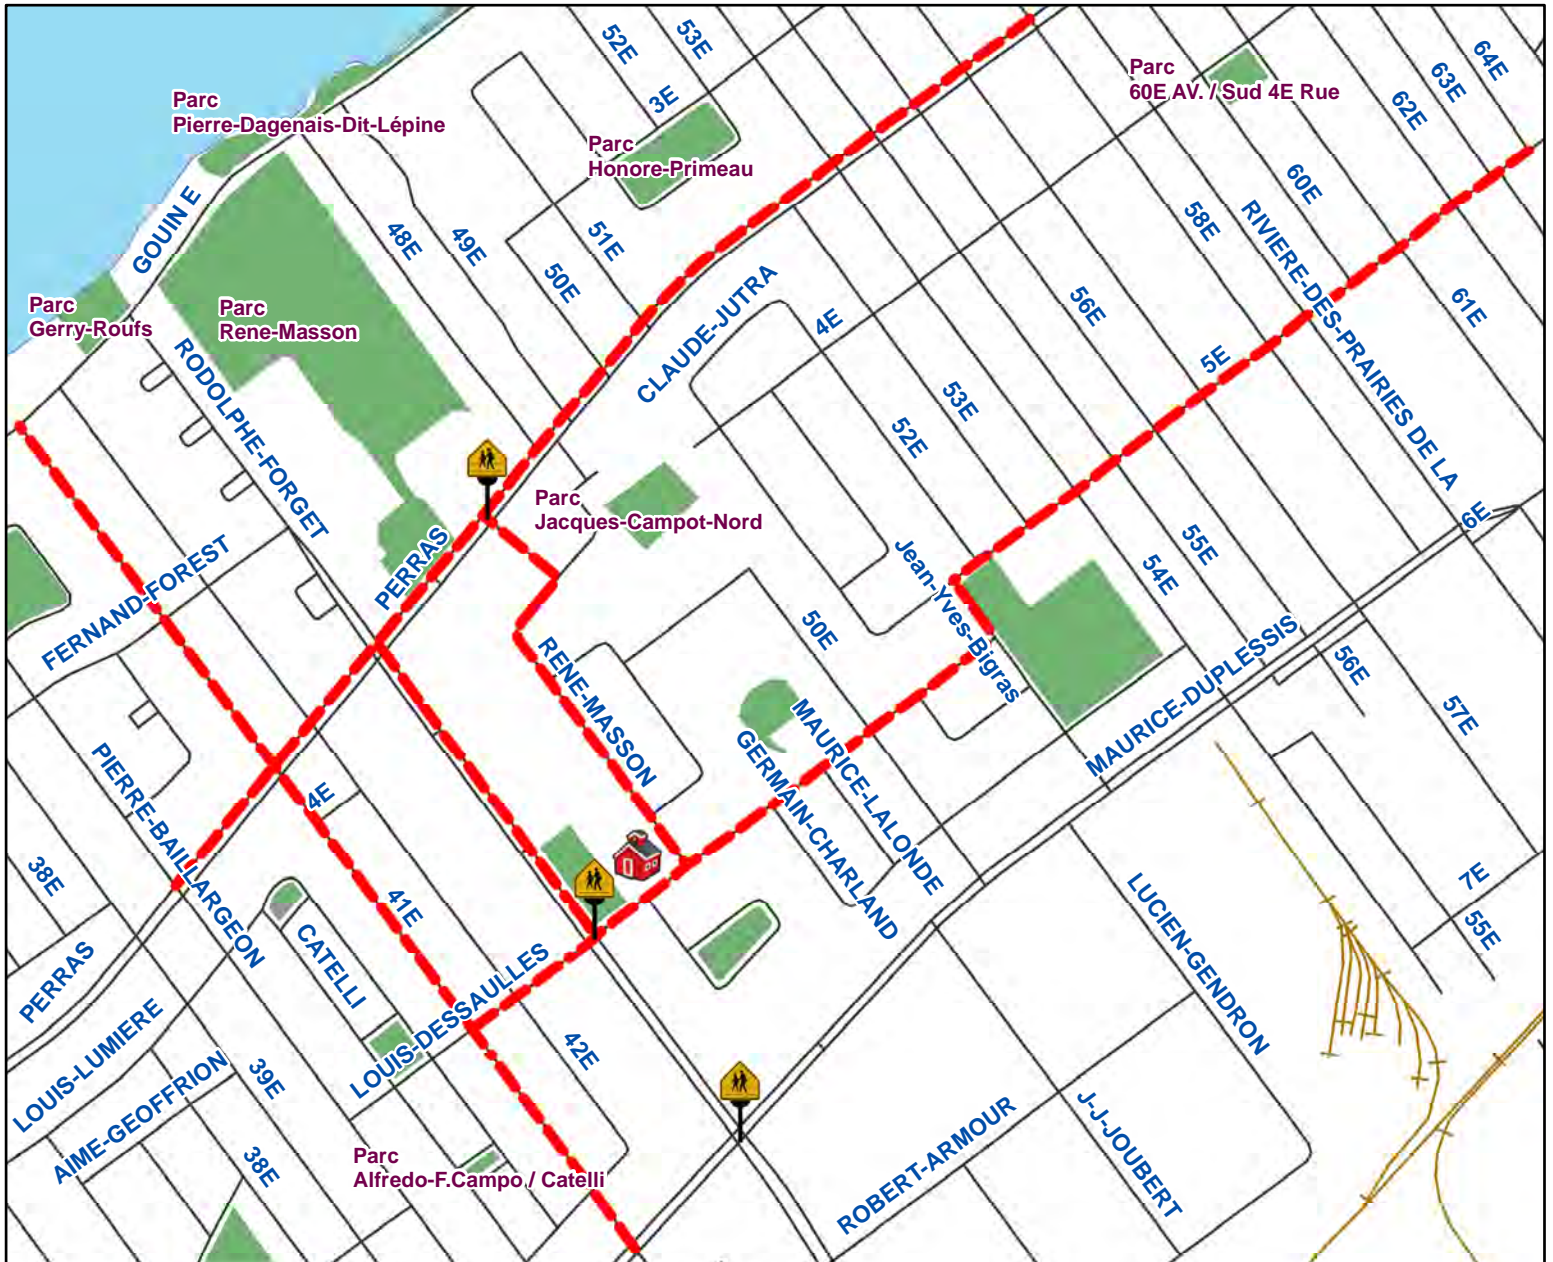 52E
53E
64E
63E
62E
Parc
60E AV. / Sud 4E Rue
3E
Parc
Pierre-Dagenais-Dit-Lépine
Parc
Honore-Primeau
60E
58E
RIVIERE-DES-PRAIRIES DE LA
GOUIN E
48E
49E
51E
50E
CLAUDE-JUTRA
56E
61E
Parc
Gerry-Roufs
Parc
Rene-Masson
4E
5E
RODOLPHE-FORGET
53E
52E
Parc
Jacques-Campot-Nord
6E
PERRAS
FERNAND-FOREST
Jean-Yves-Bigras
55E
54E
50E
RENE-MASSON
MAURICE-DUPLESSIS
56E
57E
MAURICE-LALONDE
GERMAIN-CHARLAND
PIERRE-BAILLARGEON
4E
38E
41E
7E
55E
LUCIEN-GENDRON
CATELLI
PERRAS
LOUIS-DESSAULLES
LOUIS-LUMIERE
42E
39E
AIME-GEOFFRION
38E
Parc
Alfredo-F.Campo / Catelli
ROBERT-ARMOUR
J-J-JOUBERT